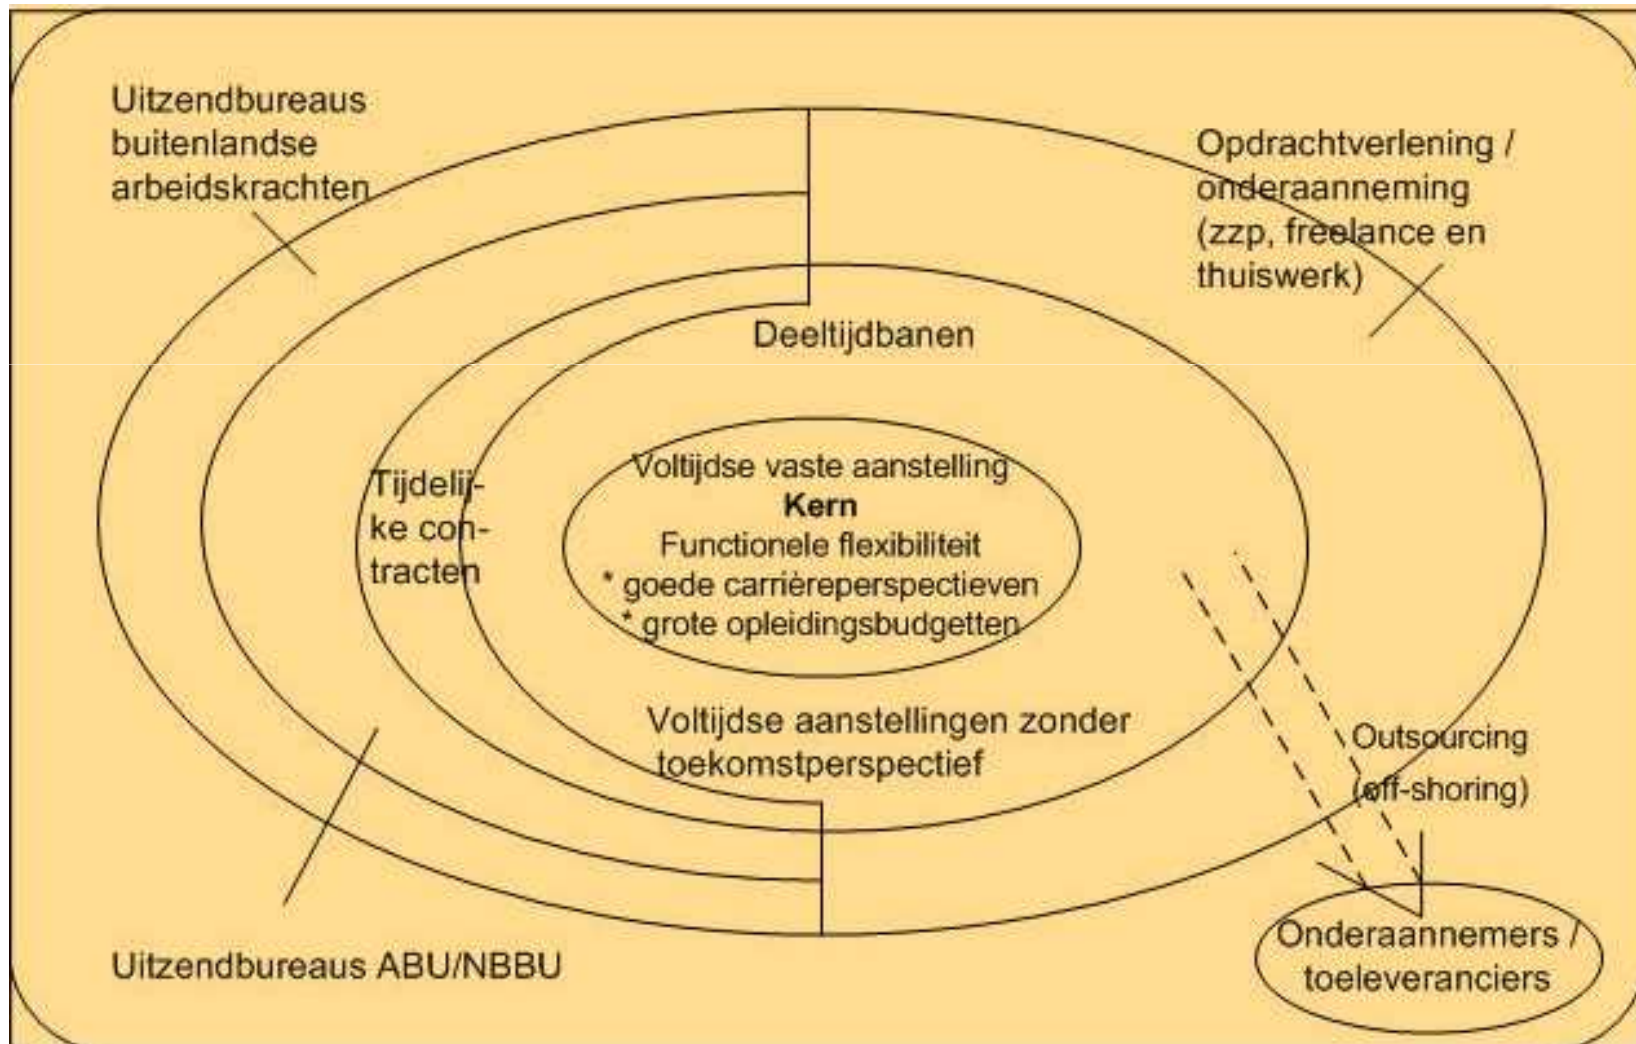 Uitzendbureaus
buitenlandse
arbeidskrachten
Opdrachtverlening /
onderaanneming
(zzp, freelance en
thuiswerk)
Deeltijdbanen
Tijdelij-
ke con-
tracten
Voltijdse vaste aanstelling
Kern
Functionele flexibiliteit
* goede carrièreperspectieven
* grote opleidingsbudgetten
Voltijdse aanstellingen zonder
toekomstperspectief
Outsourcing
(off-shoring)
Uitzendbureaus ABU/NBBU
Onderaannemers /
toeleveranciers